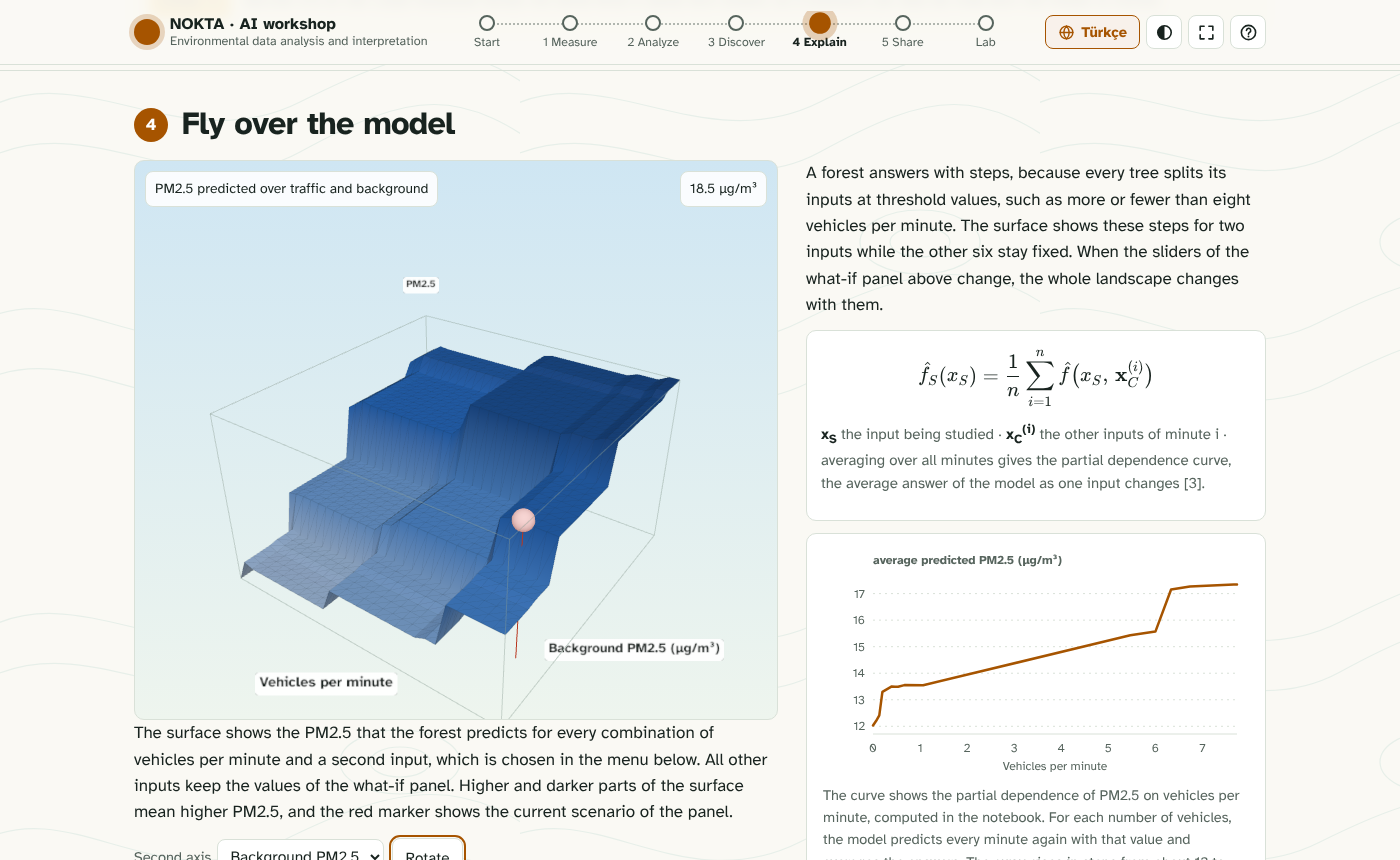 NOKTA · AI workshop
Environmental data analysis and interpretation
Start
1 Measure
2 Analyze
3 Discover
4 Explain
5 Share
Lab
Türkçe
4
Fly over the model
PM2.5 predicted over traffic and background
18.5 µg/m³
PM2.5
Background PM2.5 (µg/m³)
Vehicles per minute
The surface shows the PM2.5 that the forest predicts for every combination of
vehicles per minute and a second input, which is chosen in the menu below. All other
inputs keep the values of the what-if panel. Higher and darker parts of the surface
mean higher PM2.5, and the red marker shows the current scenario of the panel.
Second axis
Background PM2.5
Rotate
A forest answers with steps, because every tree splits its
inputs at threshold values, such as more or fewer than eight
vehicles per minute. The surface shows these steps for two
inputs while the other six stay fixed. When the sliders of the
what-if panel above change, the whole landscape changes
with them.
f̂_S(x_S) = 1/n ∑_{i=1}^{n} f̂(x_S, x_C^{(i)})
x_S the input being studied · x_C^(i) the other inputs of minute i ·
averaging over all minutes gives the partial dependence curve,
the average answer of the model as one input changes [3].
average predicted PM2.5 (µg/m³)
17
16
15
14
13
12
0 1 2 3 4 5 6 7
Vehicles per minute
The curve shows the partial dependence of PM2.5 on vehicles per
minute, computed in the notebook. For each number of vehicles,
the model predicts every minute again with that value and